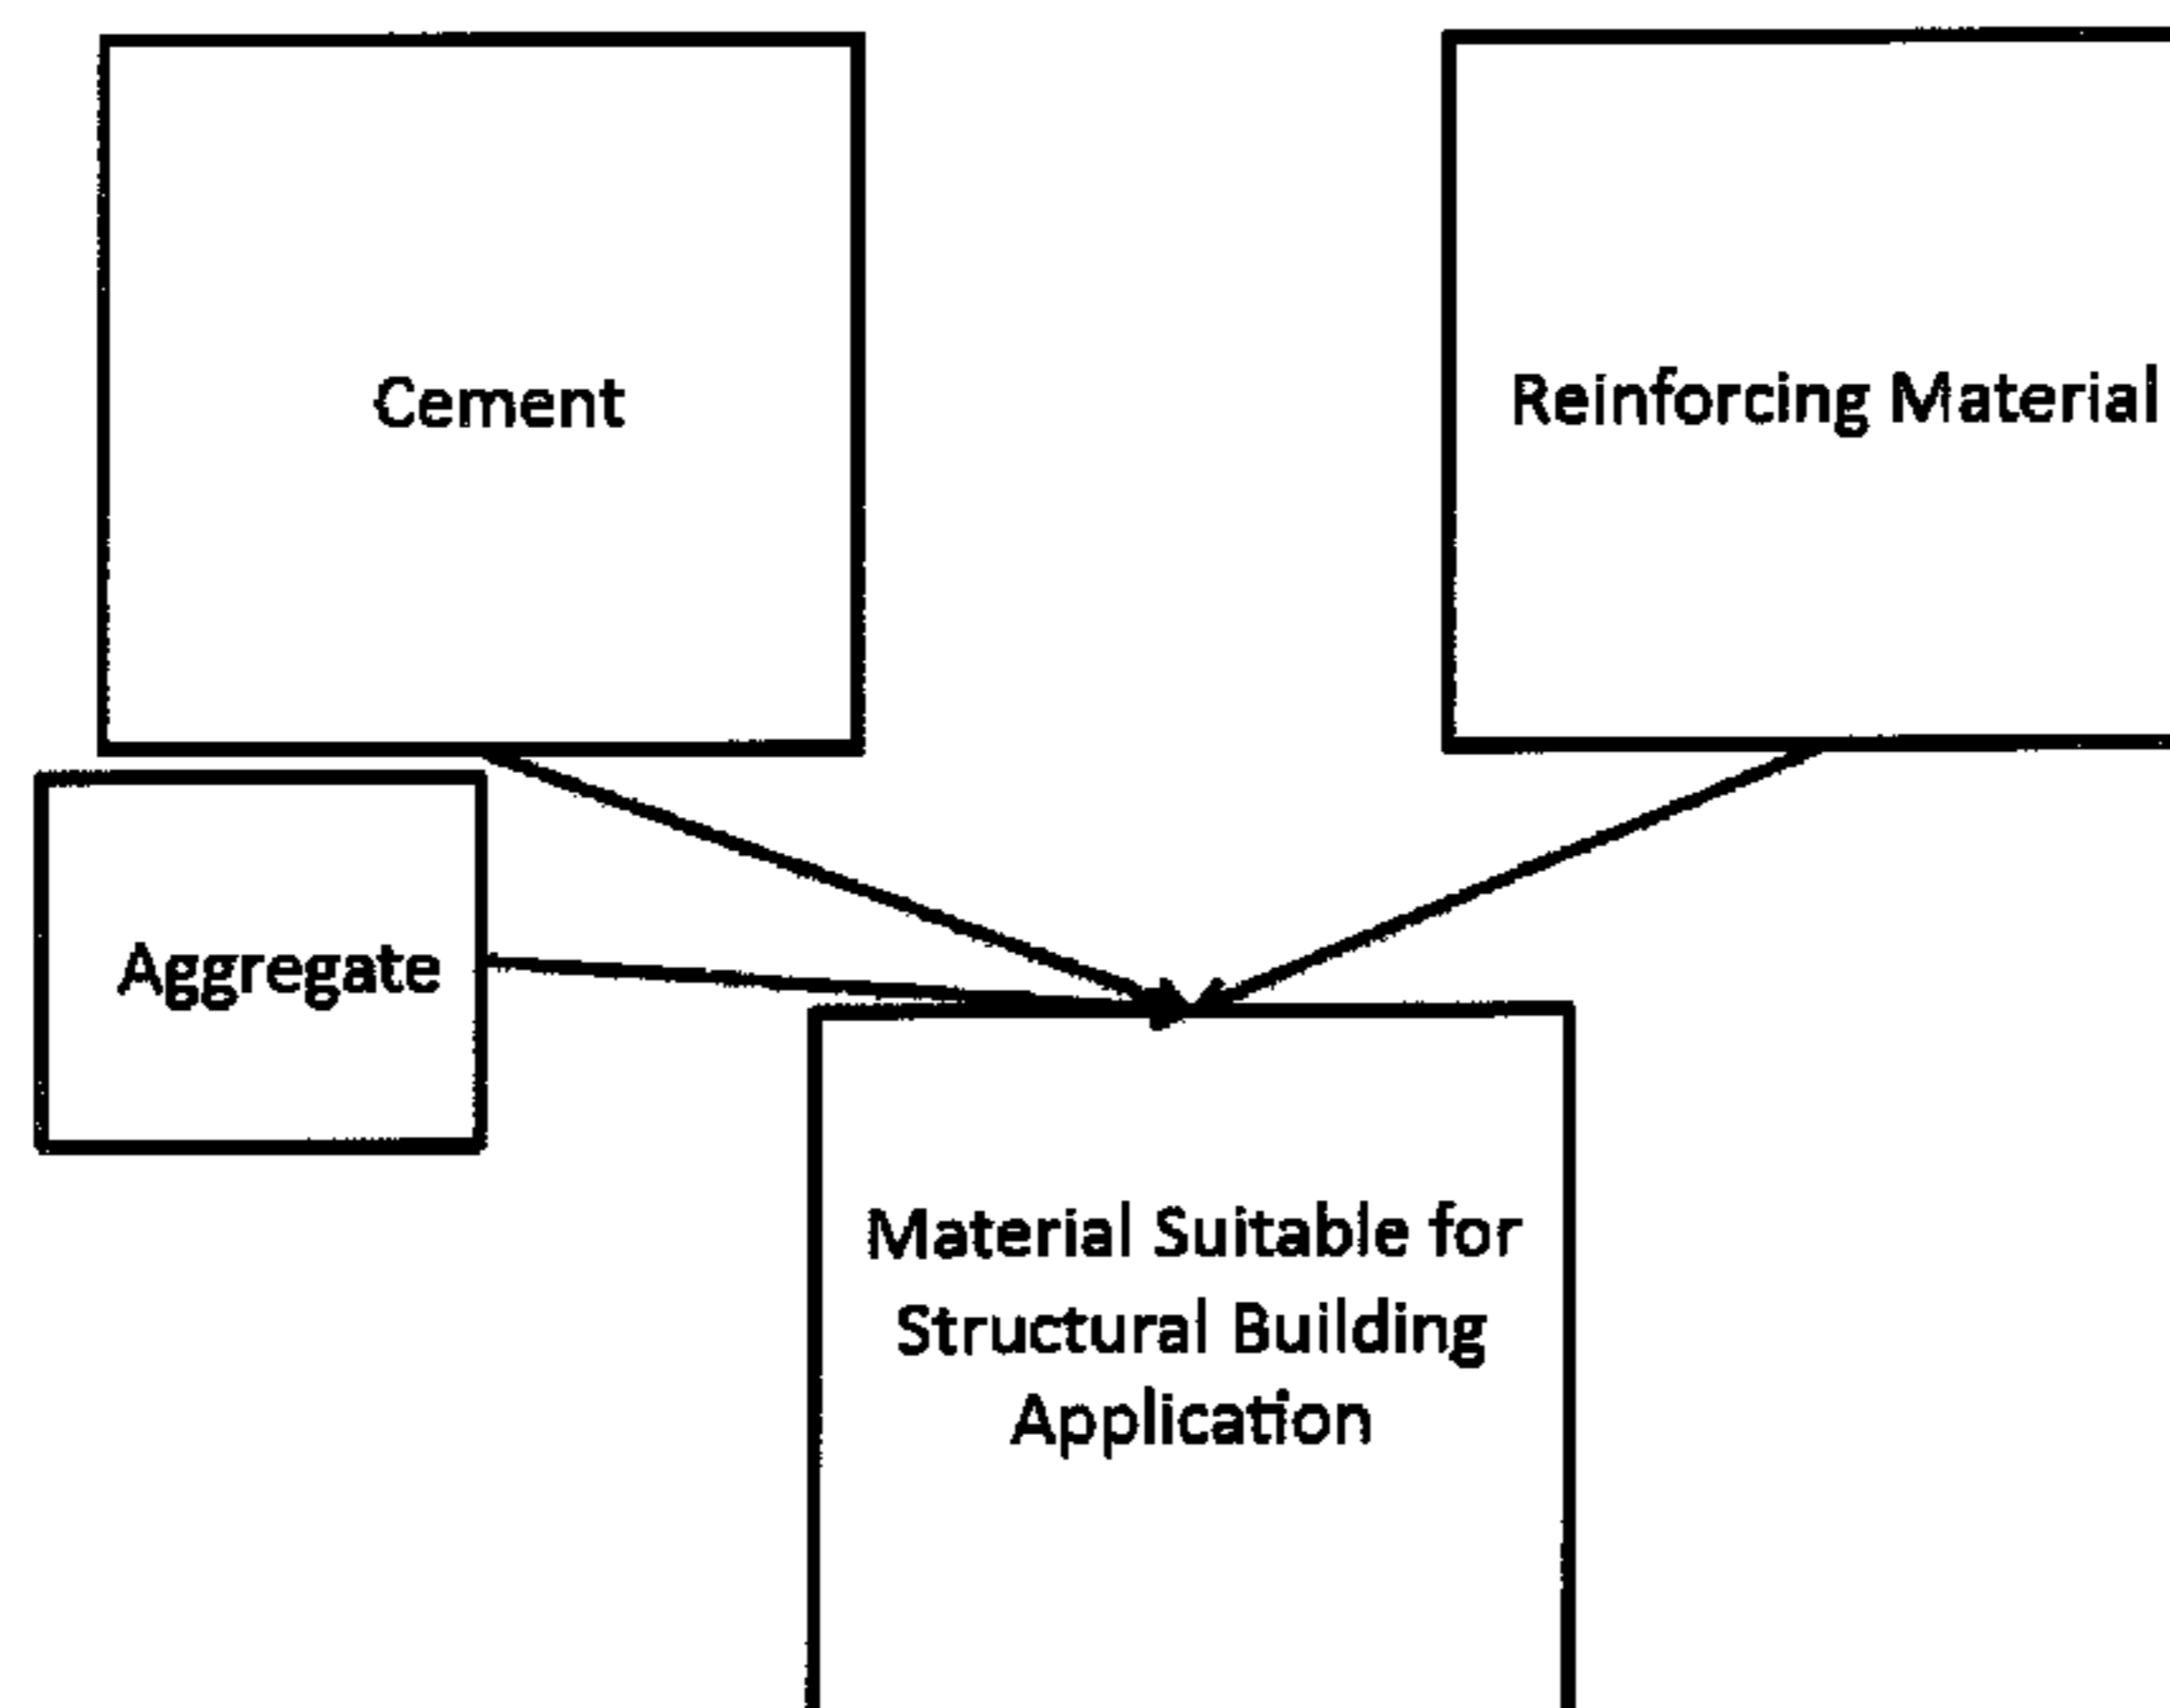 Cement
Reinforcing Material
Aggregate
Material Suitable for
Structural Building
Application